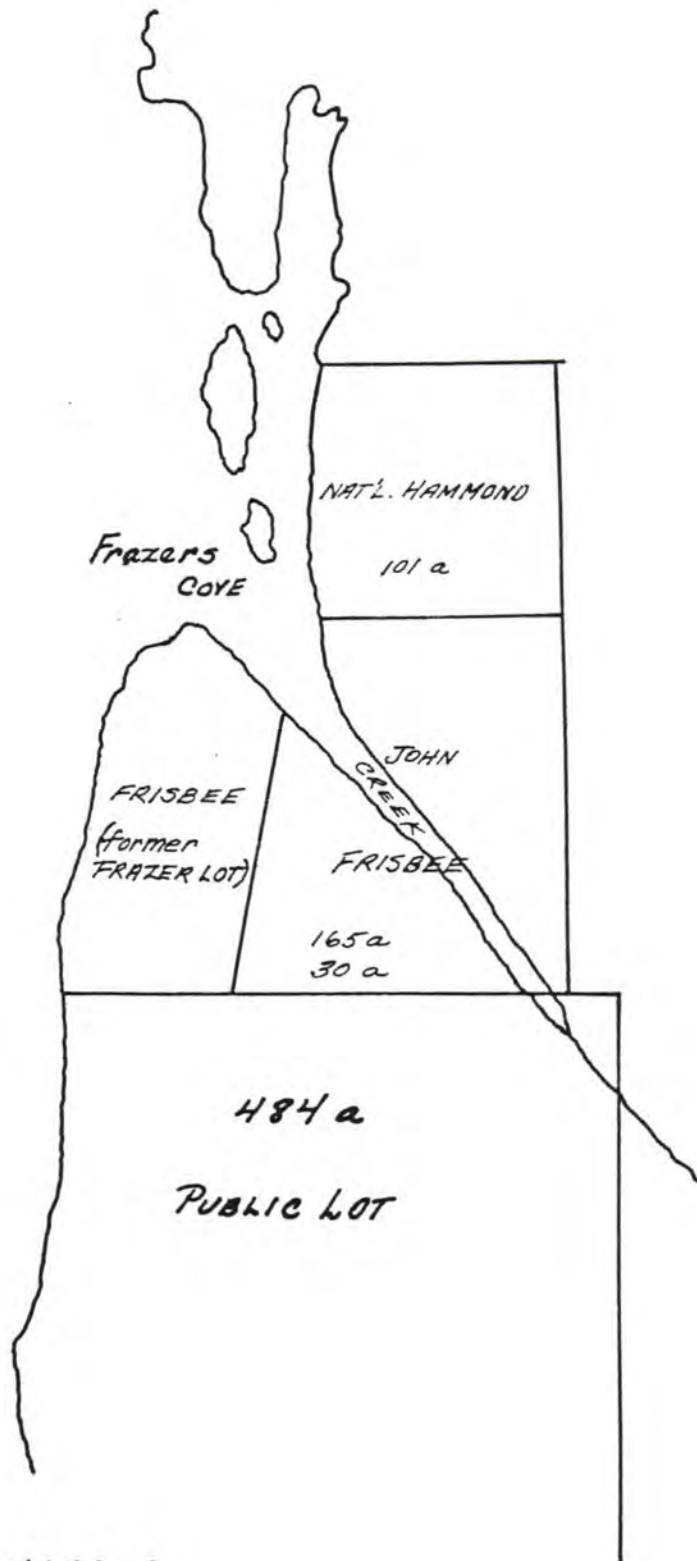 NAT'L. HAMMOND
101 a
Frazers
COVE
JOHN
CREEK
FRISBEE
(former
FRAZER LOT)
FRISBEE
165 a
30 a
484 a
PUBLIC LOT